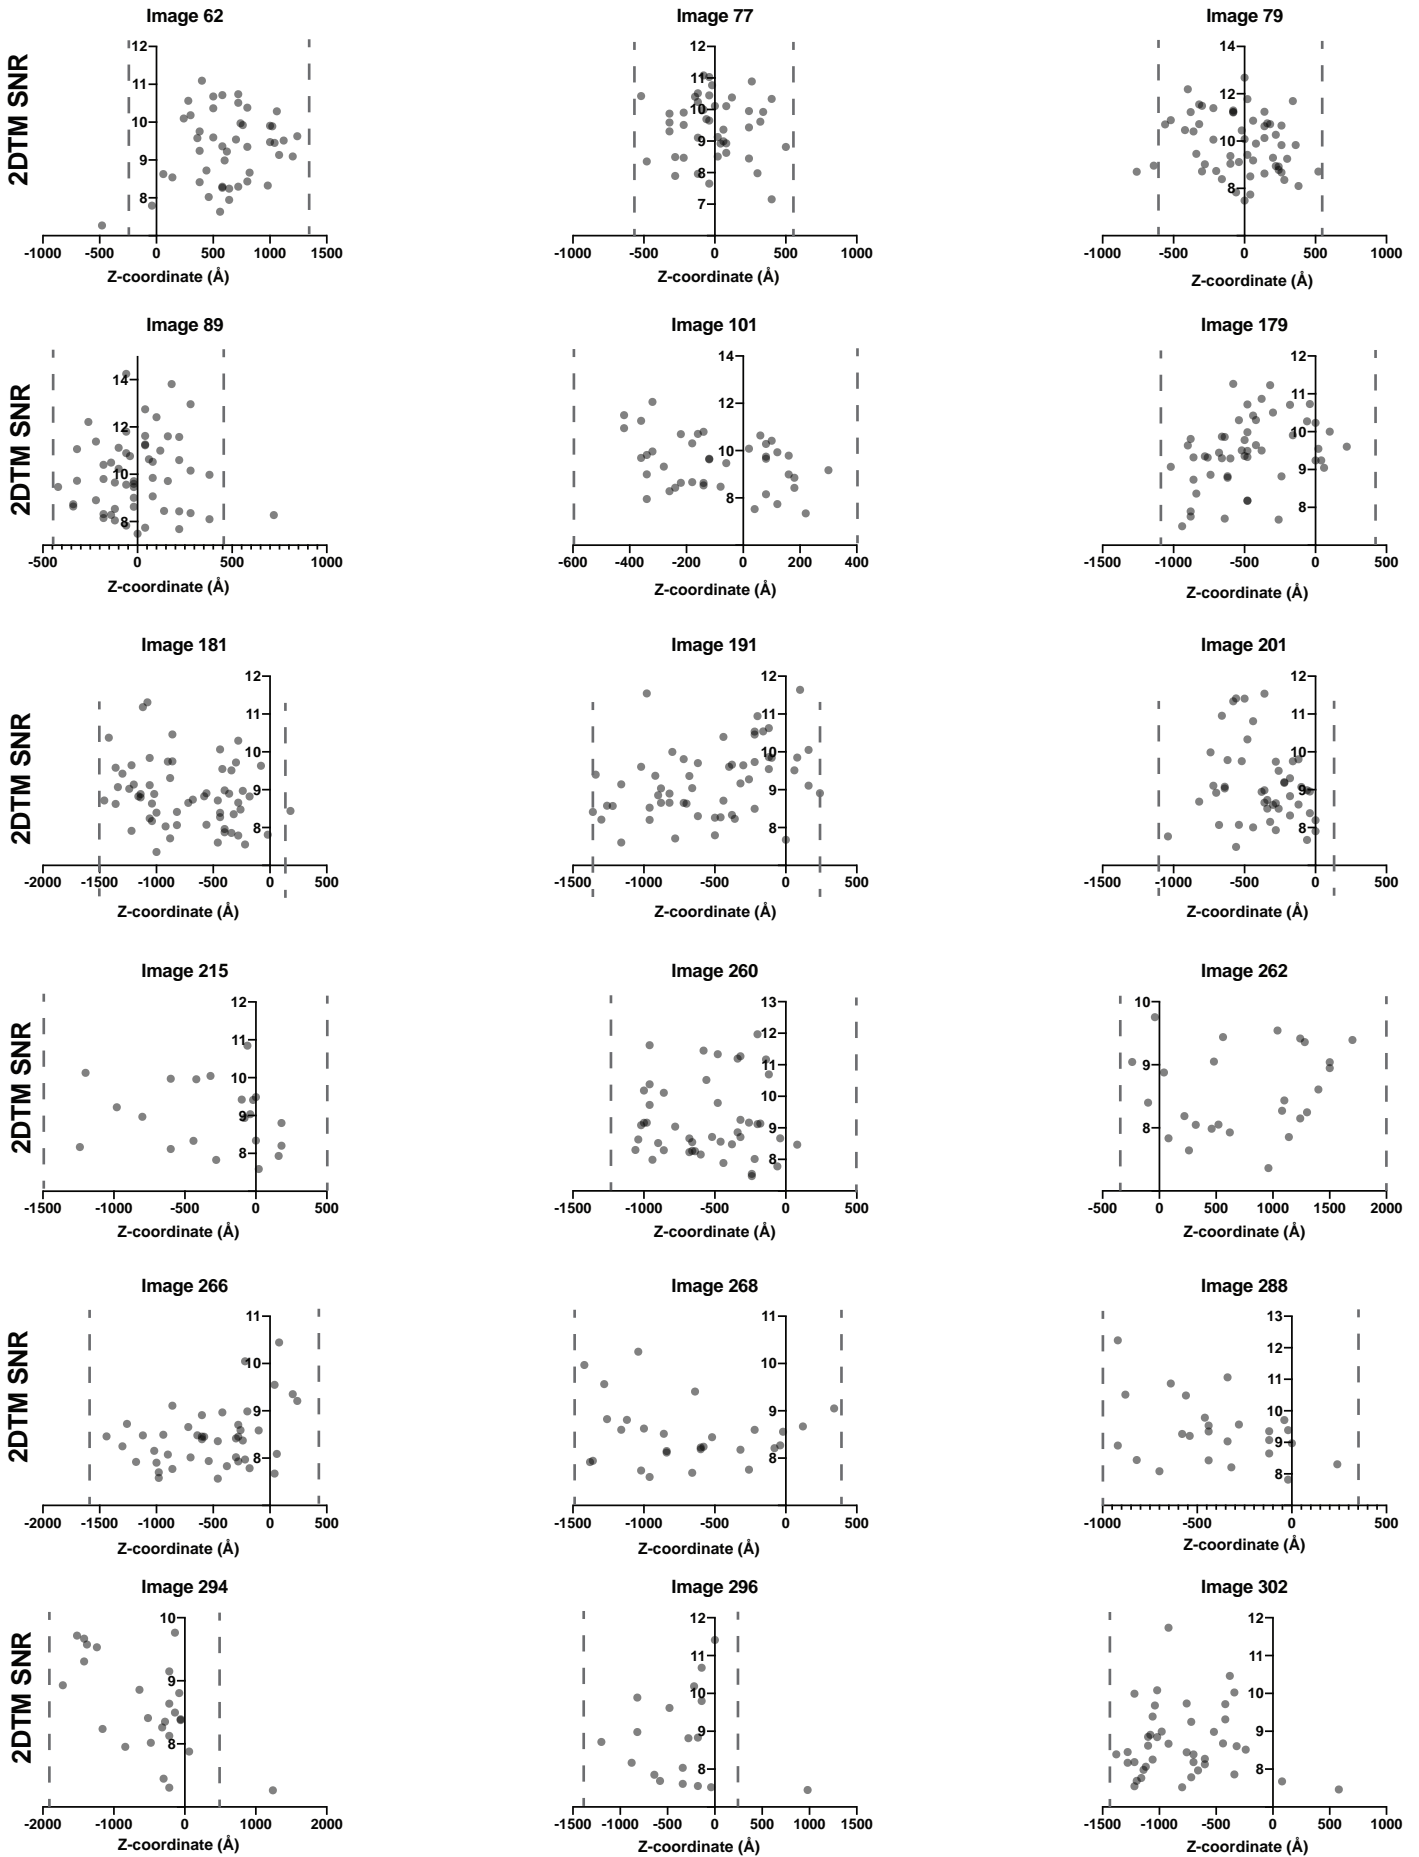 Image 62
Image 77
Image 79
2DTM SNR
12
11
10
9
8
-1000 -500 0 500 1000 1500
Z-coordinate (Å)
12
11
10
9
8
7
-1000 -500 0 500 1000
Z-coordinate (Å)
14
12
10
8
-1000 -500 0 500 1000
Z-coordinate (Å)
Image 89
Image 101
Image 179
2DTM SNR
14
12
10
8
-500 0 500 1000
Z-coordinate (Å)
14
12
10
8
-600 -400 -200 0 200 400
Z-coordinate (Å)
12
11
10
9
8
-1500 -1000 -500 0 500
Z-coordinate (Å)
Image 181
Image 191
Image 201
2DTM SNR
12
11
10
9
8
-2000 -1500 -1000 -500 0 500
Z-coordinate (Å)
12
11
10
9
8
-1500 -1000 -500 0 500
Z-coordinate (Å)
12
11
10
9
8
-1500 -1000 -500 0 500
Z-coordinate (Å)
Image 215
Image 260
Image 262
2DTM SNR
12
11
10
9
8
-1500 -1000 -500 0 500
Z-coordinate (Å)
13
12
11
10
9
8
-1500 -1000 -500 0 500
Z-coordinate (Å)
10
9
8
-500 0 500 1000 1500 2000
Z-coordinate (Å)
Image 266
Image 268
Image 288
2DTM SNR
11
10
9
8
-2000 -1500 -1000 -500 0 500
Z-coordinate (Å)
11
10
9
8
-1500 -1000 -500 0 500
Z-coordinate (Å)
13
12
11
10
9
8
-1000 -500 0 500
Z-coordinate (Å)
Image 294
Image 296
Image 302
2DTM SNR
10
9
8
-2000 -1000 0 1000 2000
Z-coordinate (Å)
12
11
10
9
8
-1500 -1000 -500 0 500 1000 1500
Z-coordinate (Å)
12
11
10
9
8
-1500 -1000 -500 0 500 1000
Z-coordinate (Å)